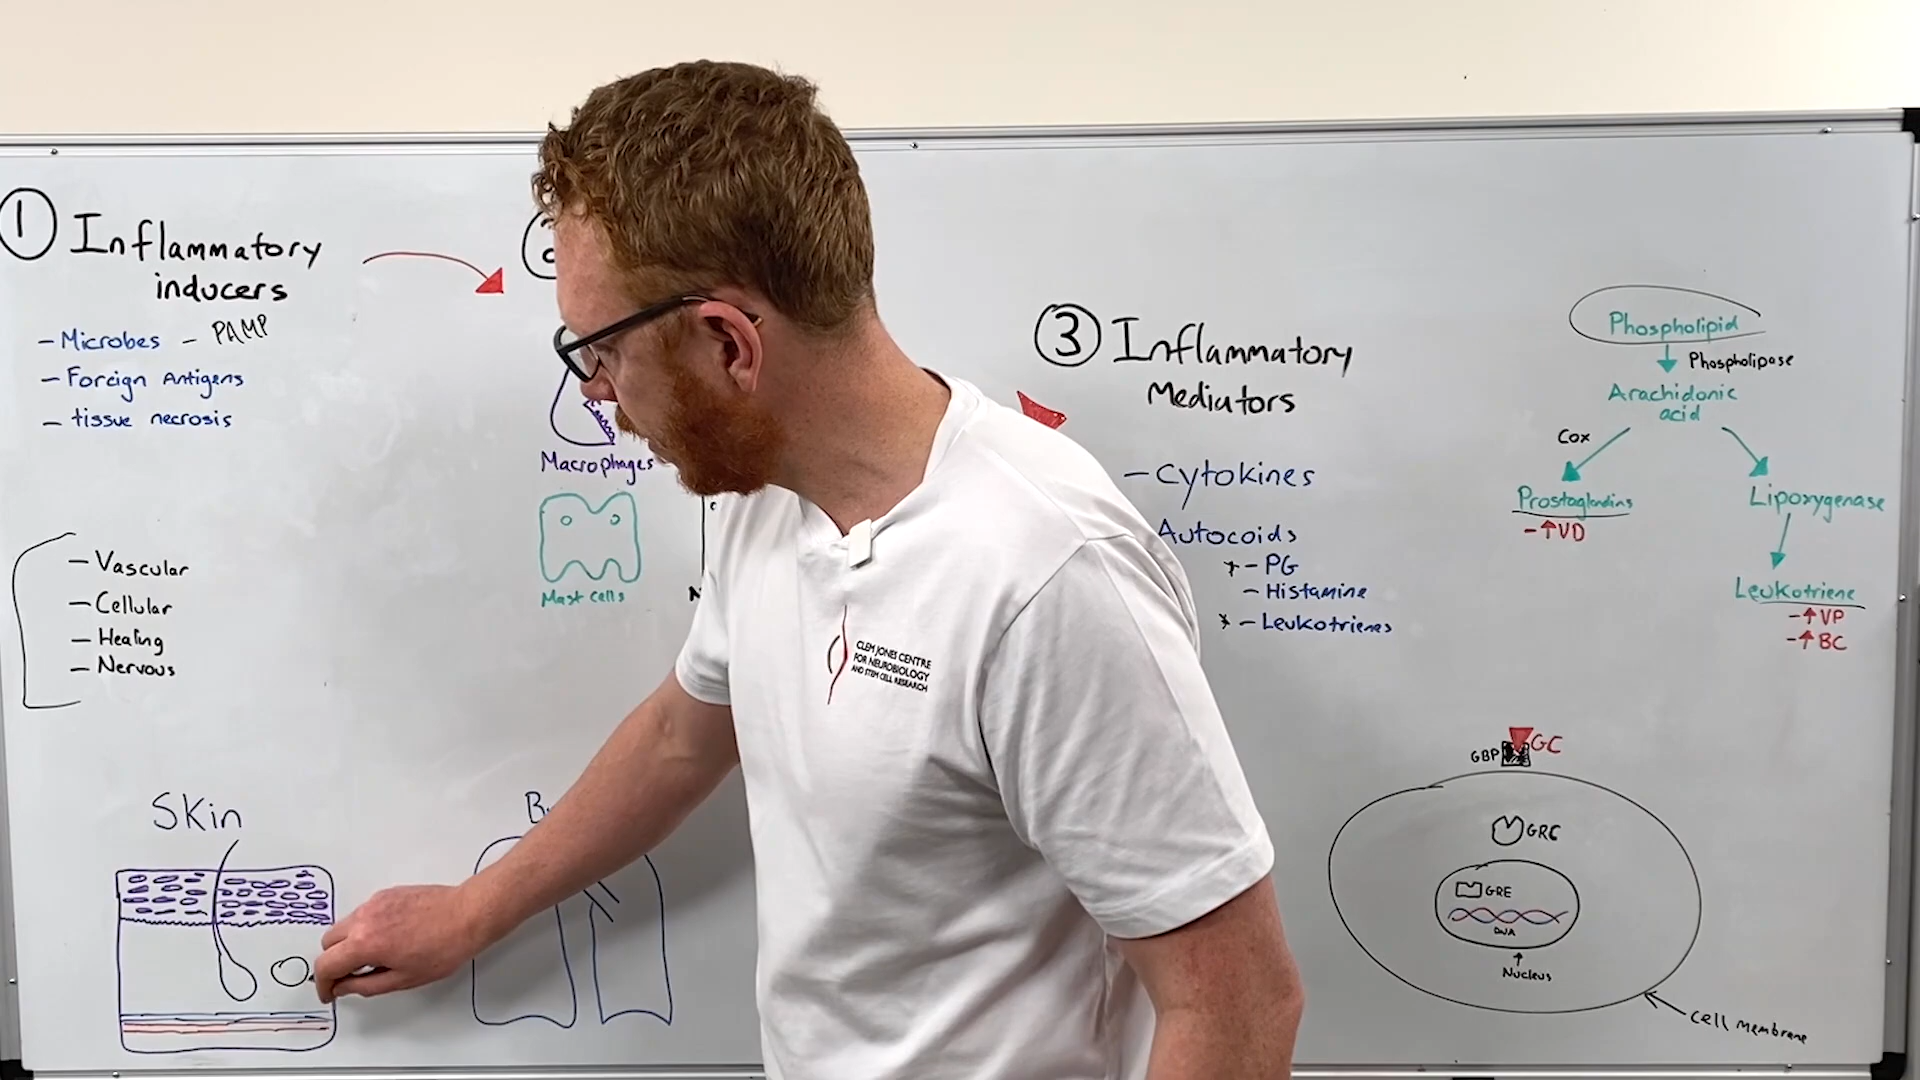 1 Inflammatory
inducers
- Microbes - PAMP
- Foreign Antigens
- tissue necrosis
- Vascular
- Cellular
- Healing
- Nervous
Skin
Macrophages
Mast cells
3 Inflammatory
Mediators
- Cytokines
Autocoids
- PG
- Histamine
- Leukotrienes
Phospholipid
Phospholipase
Arachidonic
acid
Cox
Prostaglandins
- ↑VD
Lipoxygenase
Leukotriene
- ↑VP
- ↑BC
GBP GC
GRC
GRE
DNA
↑
Nucleus
cell membrane
CLEM JONES CENTRE
FOR NEUROBIOLOGY
AND STEM CELL RESEARCH